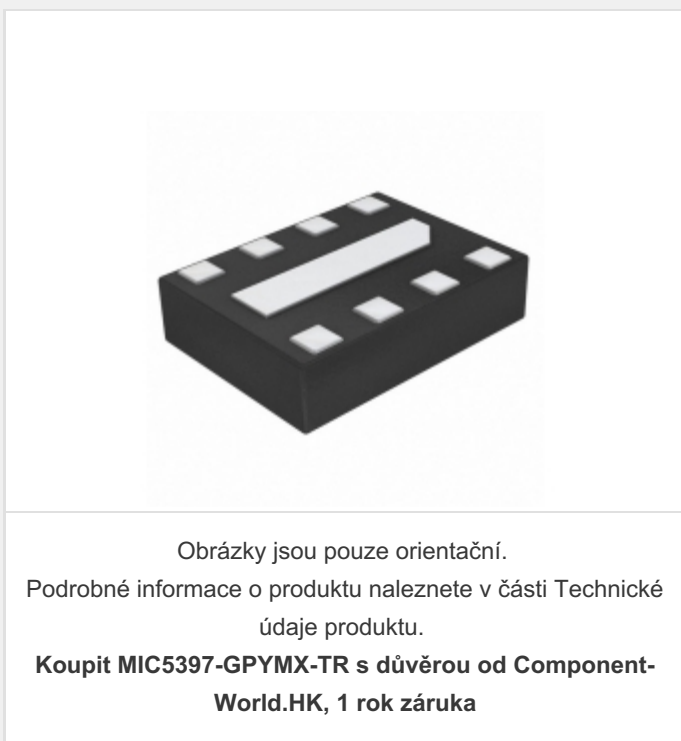 Obrázky jsou pouze orientační.
Podrobné informace o produktu naleznete v části Technické
údaje produktu.
Koupit MIC5397-GPYMX-TR s důvěrou od Component-
World.HK, 1 rok záruka